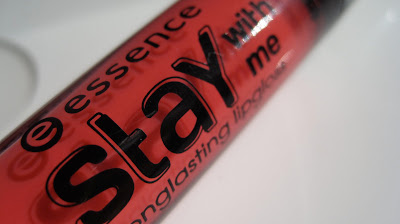 e essence
stay with me
longlasting lipgloss